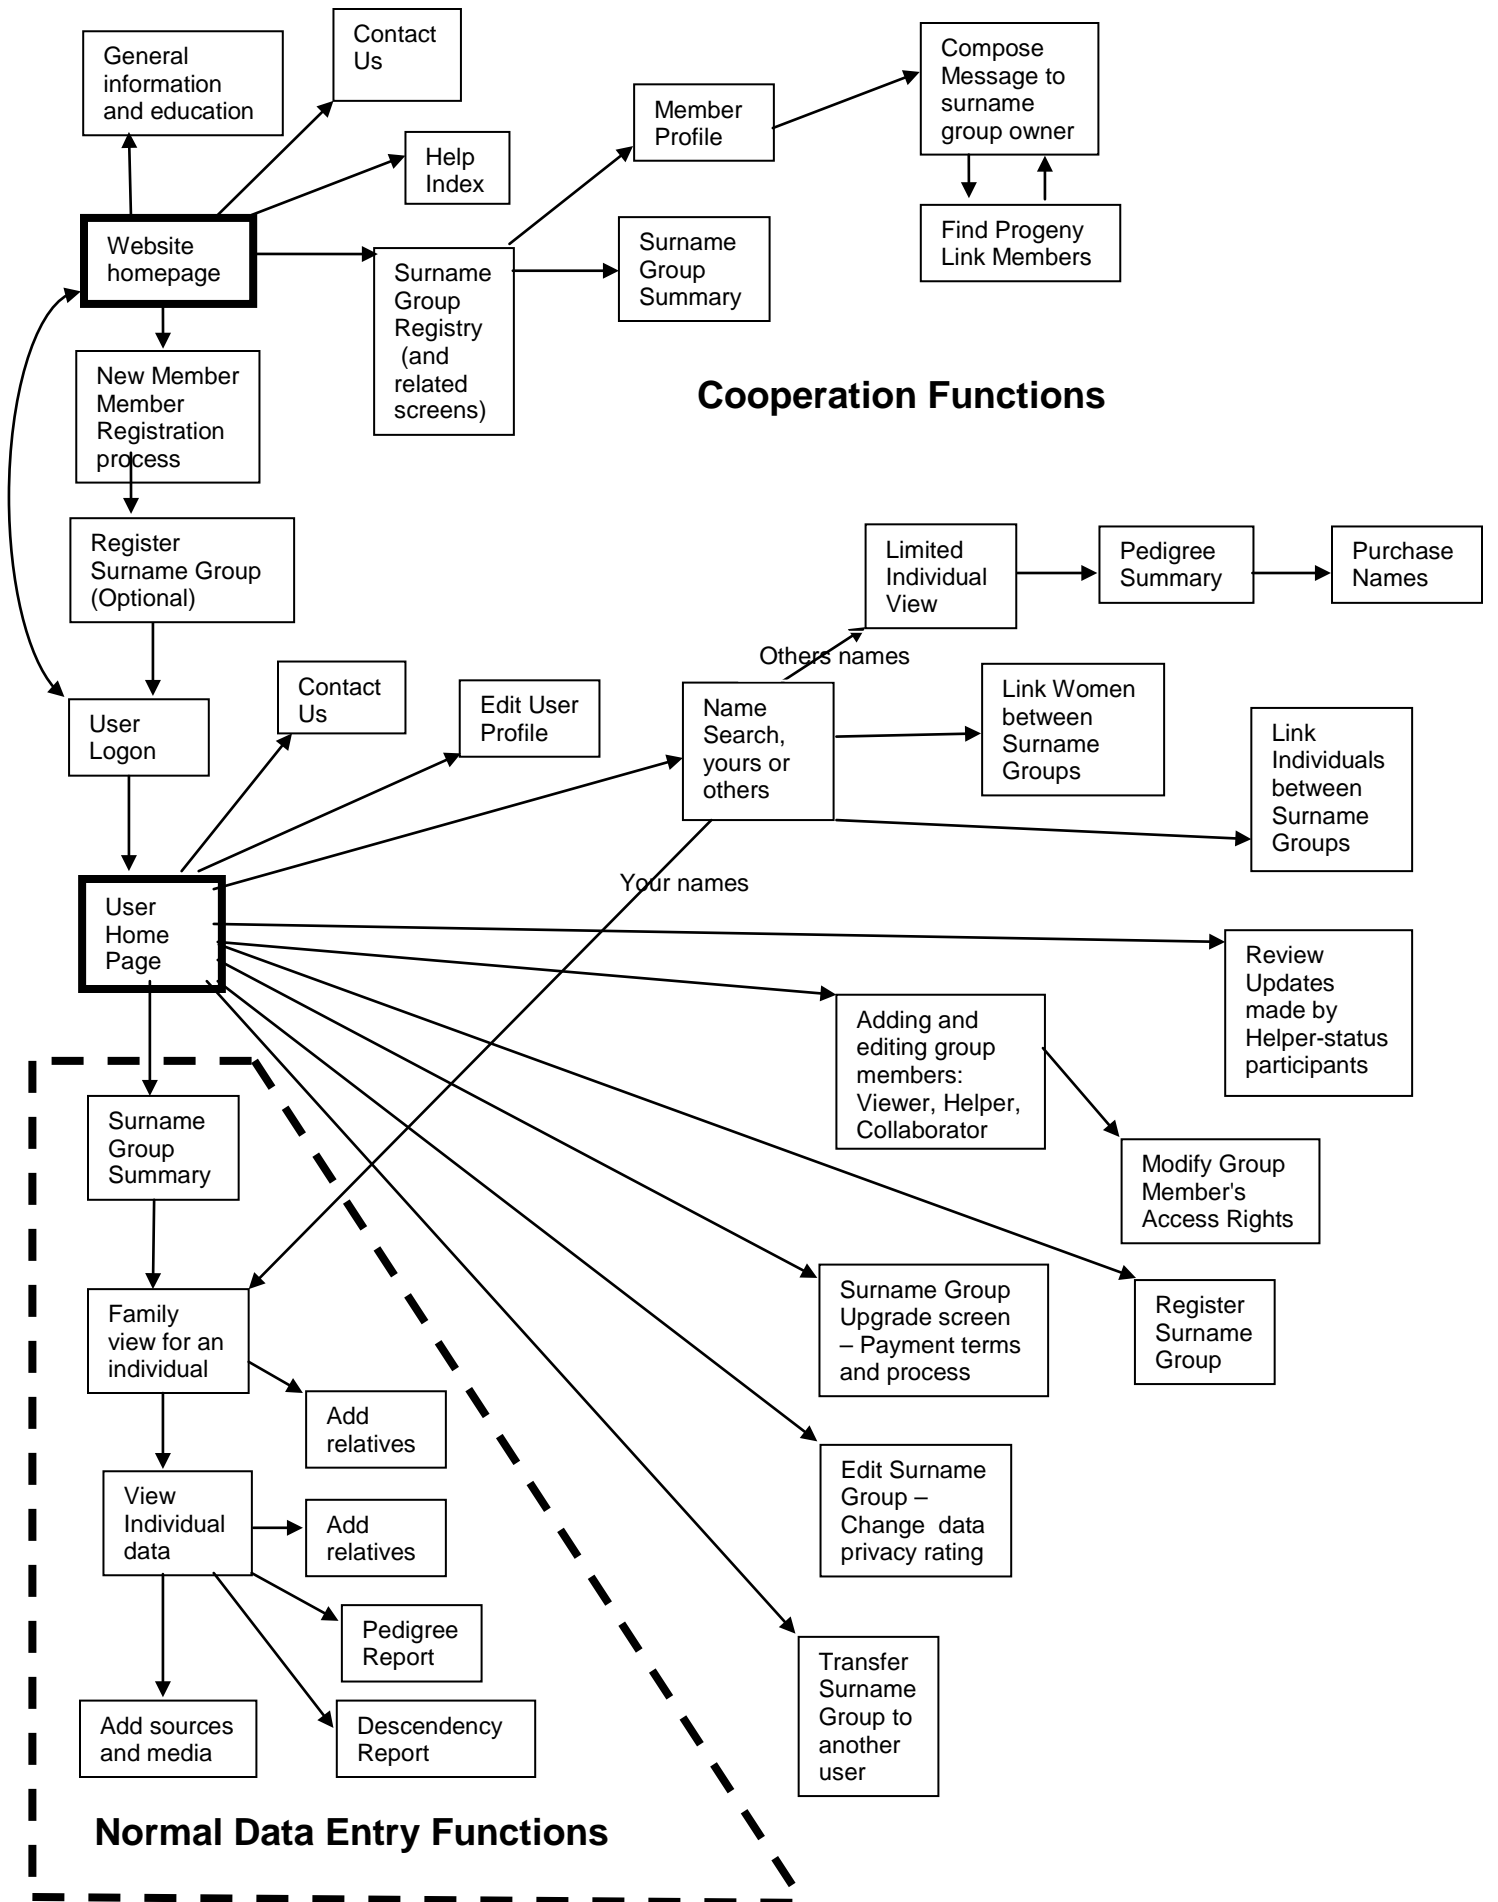 General
information
and education
Contact
Us
Help
Index
Member
Profile
Compose
Message to
surname
group owner
Find Progeny
Link Members
Website
homepage
Surname
Group
Registry
(and
related
screens)
Surname
Group
Summary
Cooperation Functions
New Member
Member
Registration
process
Register
Surname Group
(Optional)
User
Logon
Contact
Us
Edit User
Profile
Name
Search,
yours or
others
Others names
Limited
Individual
View
Pedigree
Summary
Purchase
Names
Link Women
between
Surname
Groups
Link
Individuals
between
Surname
Groups
Your names
User
Home
Page
Review
Updates
made by
Helper-status
participants
Adding and
editing group
members:
Viewer, Helper,
Collaborator
Modify Group
Member's
Access Rights
Surname Group
Upgrade screen
– Payment terms
and process
Register
Surname
Group
Edit Surname
Group –
Change data
privacy rating
Transfer
Surname
Group to
another
user
Surname
Group
Summary
Family
view for an
individual
Add
relatives
View
Individual
data
Add
relatives
Pedigree
Report
Add sources
and media
Descendency
Report
Normal Data Entry Functions